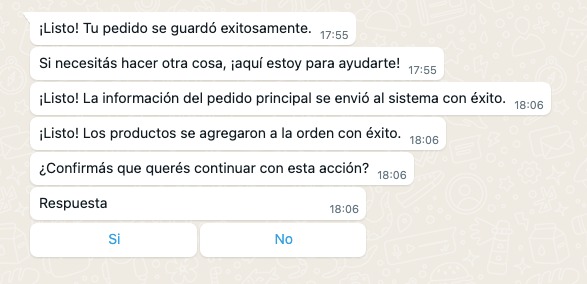 ¡Listo! Tu pedido se guardó exitosamente. 17:55
Si necesitás hacer otra cosa, ¡aquí estoy para ayudarte! 17:55
¡Listo! La información del pedido principal se envió al sistema con éxito. 18:06
¡Listo! Los productos se agregaron a la orden con éxito. 18:06
¿Confirmás que querés continuar con esta acción? 18:06
Respuesta 18:06
Si No